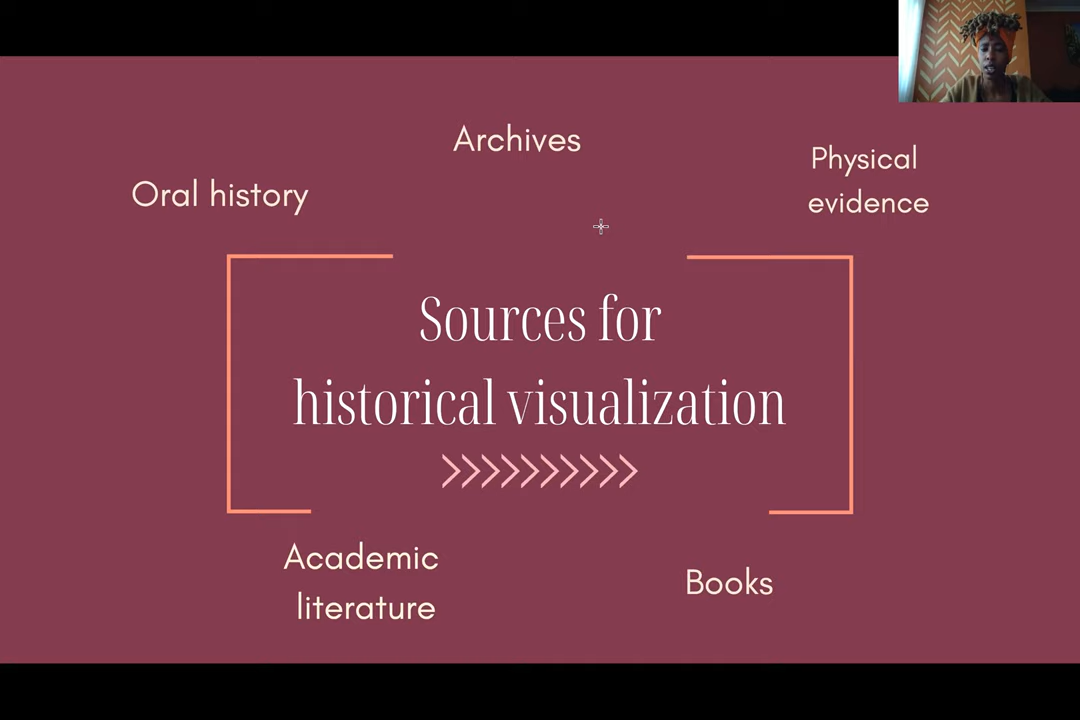 Archives
Oral history
Physical
evidence
Sources for
historical visualization
Academic
literature
Books